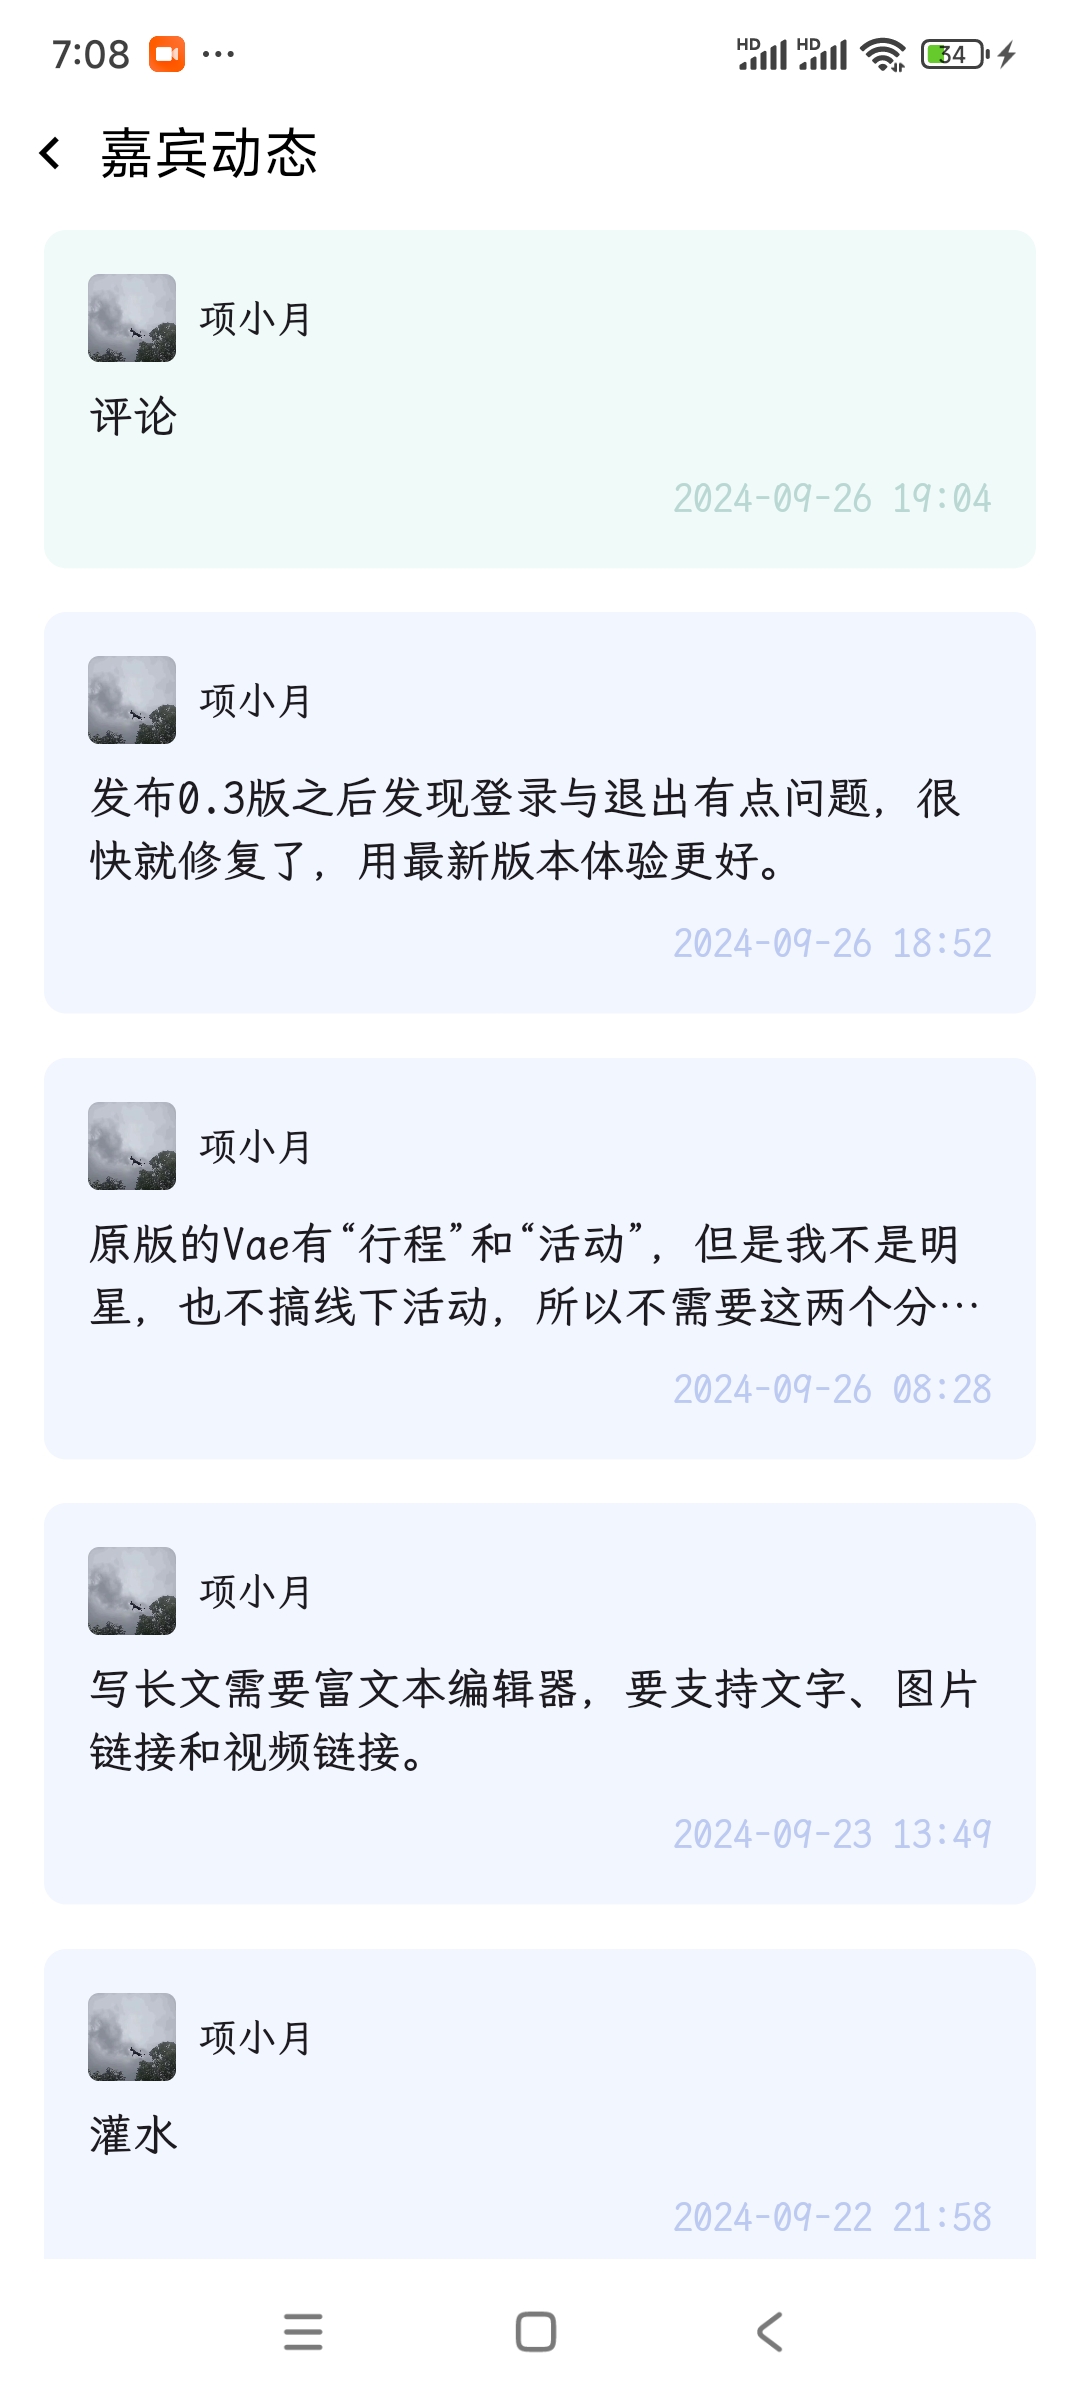 7:08
HD HD 34
嘉宾动态
项小月
评论
2024-09-26 19:04
项小月
发布0.3版之后发现登录与退出有点问题，很
快就修复了，用最新版本体验更好。
2024-09-26 18:52
项小月
原版的Vae有“行程”和“活动”，但是我不是明
星，也不搞线下活动，所以不需要这两个分…
2024-09-26 08:28
项小月
写长文需要富文本编辑器，要支持文字、图片
链接和视频链接。
2024-09-23 13:49
项小月
灌水
2024-09-22 21:58